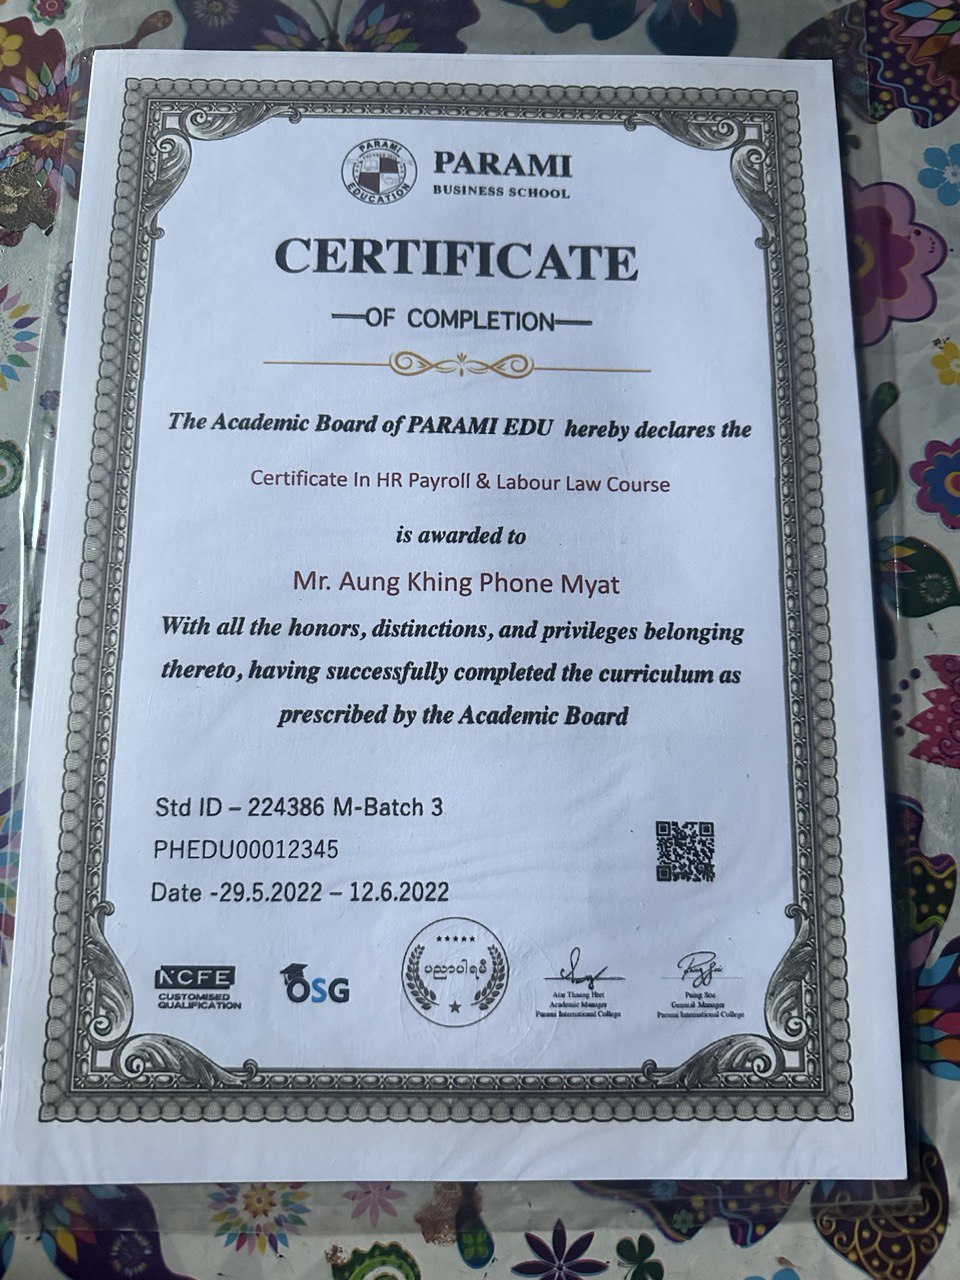 PARAMI
EDUCATION
PARAMI
BUSINESS SCHOOL
CERTIFICATE
OF COMPLETION
The Academic Board of PARAMI EDU hereby declares the
Certificate In HR Payroll & Labour Law Course
is awarded to
Mr. Aung Khing Phone Myat
With all the honors, distinctions, and privileges belonging
thereto, having successfully completed the curriculum as
prescribed by the Academic Board
Std ID – 224386 M-Batch 3
PHEDU00012345
Date -29.5.2022 – 12.6.2022
NCFE
CUSTOMISED
QUALIFICATION
OSG
ပညာပါရမီ
Academic Manager
Parami International College
Paing Soe
General Manager
Parami International College